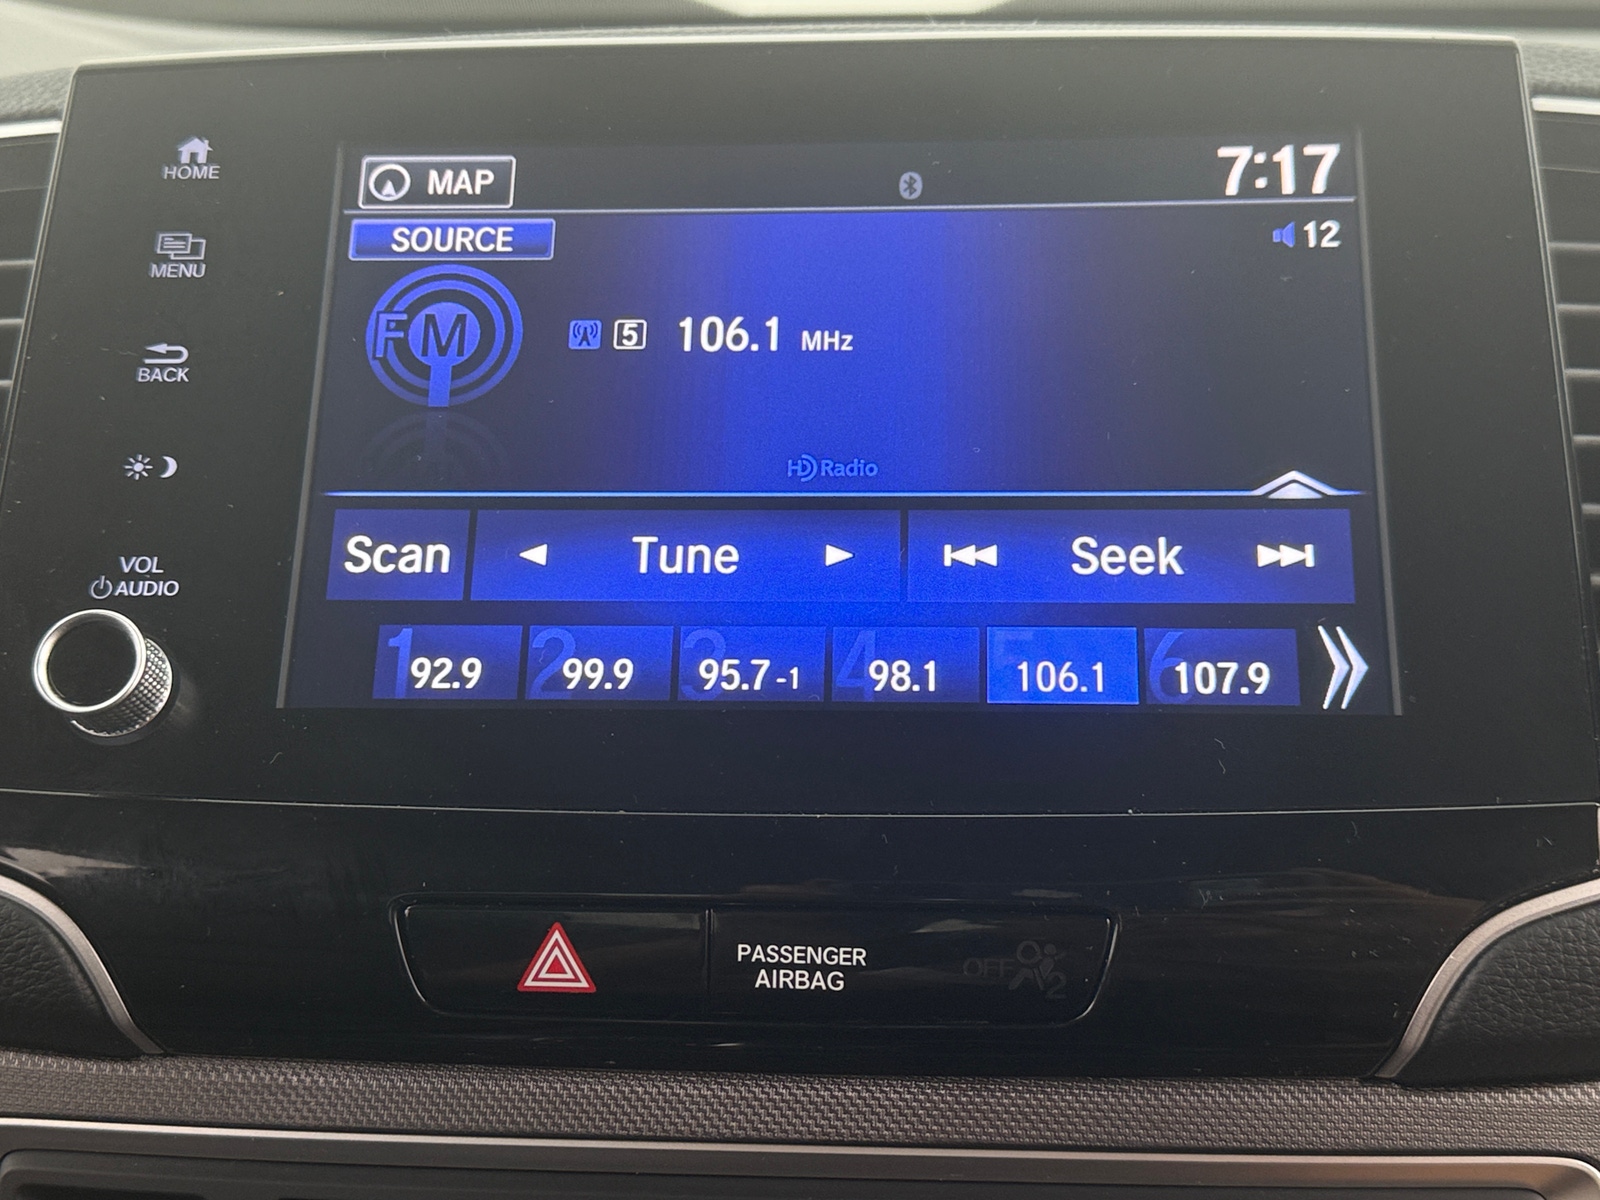 HOME
MENU
BACK
VOL
AUDIO
MAP
7:17
SOURCE
12
FM
5 106.1 MHz
HD Radio
Scan
Tune
Seek
1 92.9
2 99.9
3 95.7-1
4 98.1
5 106.1
6 107.9
PASSENGER
AIRBAG
OFF
2